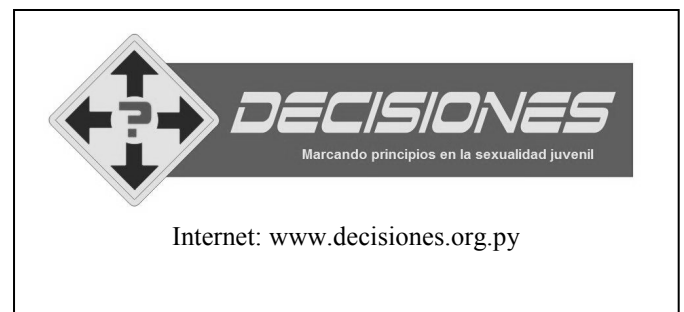 ?
DECISIONES
Marcando principios en la sexualidad juvenil
Internet: www.decisiones.org.py